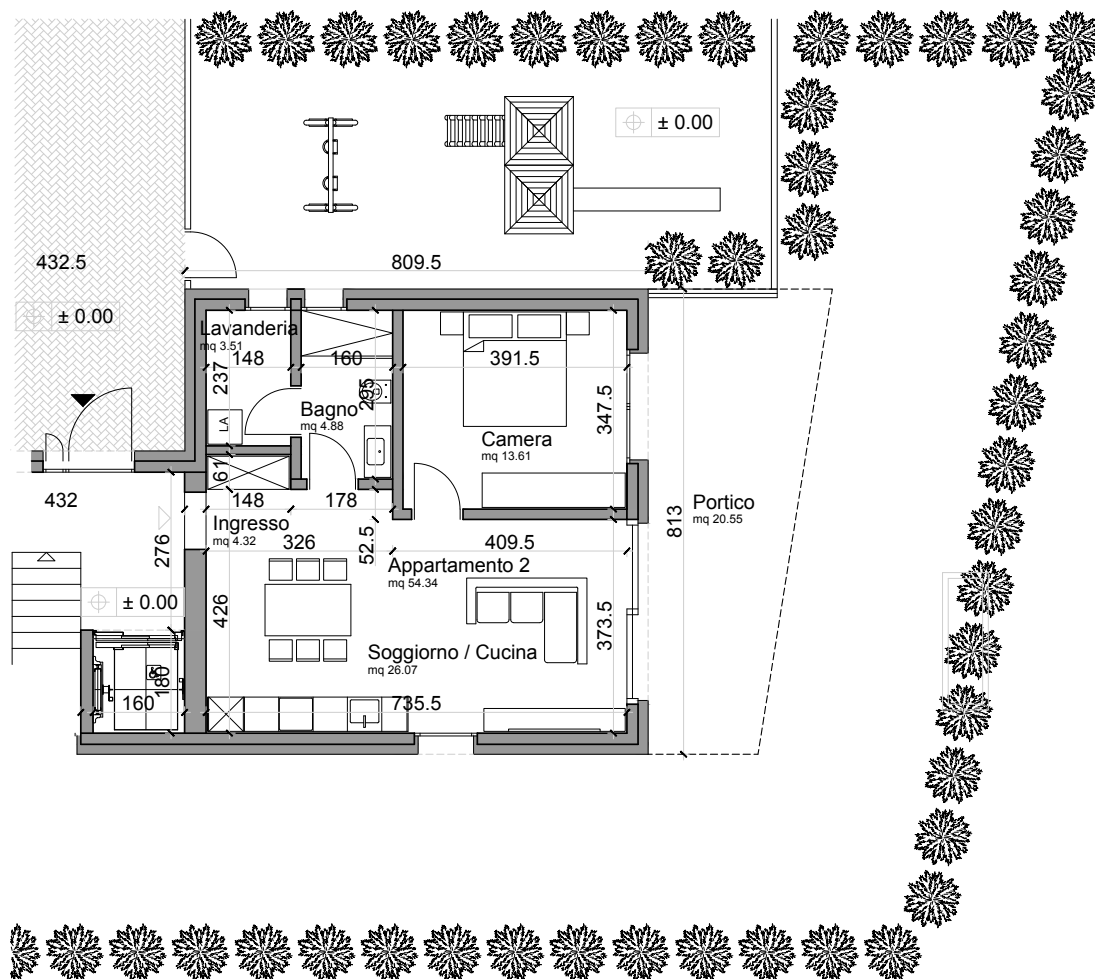 ± 0.00
432.5
809.5
± 0.00
Lavanderia
mq 3.51
148
160
391.5
237
295
347.5
Bagno
mq 4.88
LA
Camera
mq 13.61
61
432
148
178
Portico
mq 20.55
813
Ingresso
mq 4.32
276
326
52.5
409.5
Appartamento 2
mq 54.34
± 0.00
426
373.5
Soggiorno / Cucina
mq 26.07
180
160
735.5